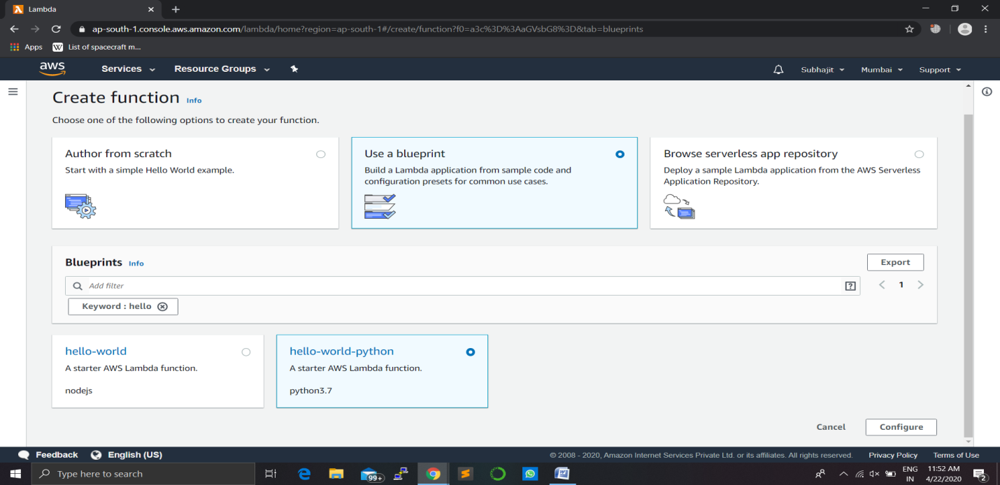 Lambda
ap-south-1.console.aws.amazon.com/lambda/home?region=ap-south-1#/create/function?f0=a3c%3D%3AaGVsbG8%3D&tab=blueprints
Apps
W List of spacecraft m...
aws Services Resource Groups Subhajit Mumbai Support
Create function Info
Choose one of the following options to create your function.
Author from scratch
Start with a simple Hello World example.
Use a blueprint
Build a Lambda application from sample code and
configuration presets for common use cases.
Browse serverless app repository
Deploy a sample Lambda application from the AWS Serverless
Application Repository.
Blueprints Info
Export
Add filter
1
Keyword : hello
hello-world
A starter AWS Lambda function.
nodejs
hello-world-python
A starter AWS Lambda function.
python3.7
Cancel Configure
Feedback English (US) © 2008 - 2020, Amazon Internet Services Private Ltd. or its affiliates. All rights reserved. Privacy Policy Terms of Use
Type here to search
99+
ENG
IN
11:52 AM
4/22/2020
2